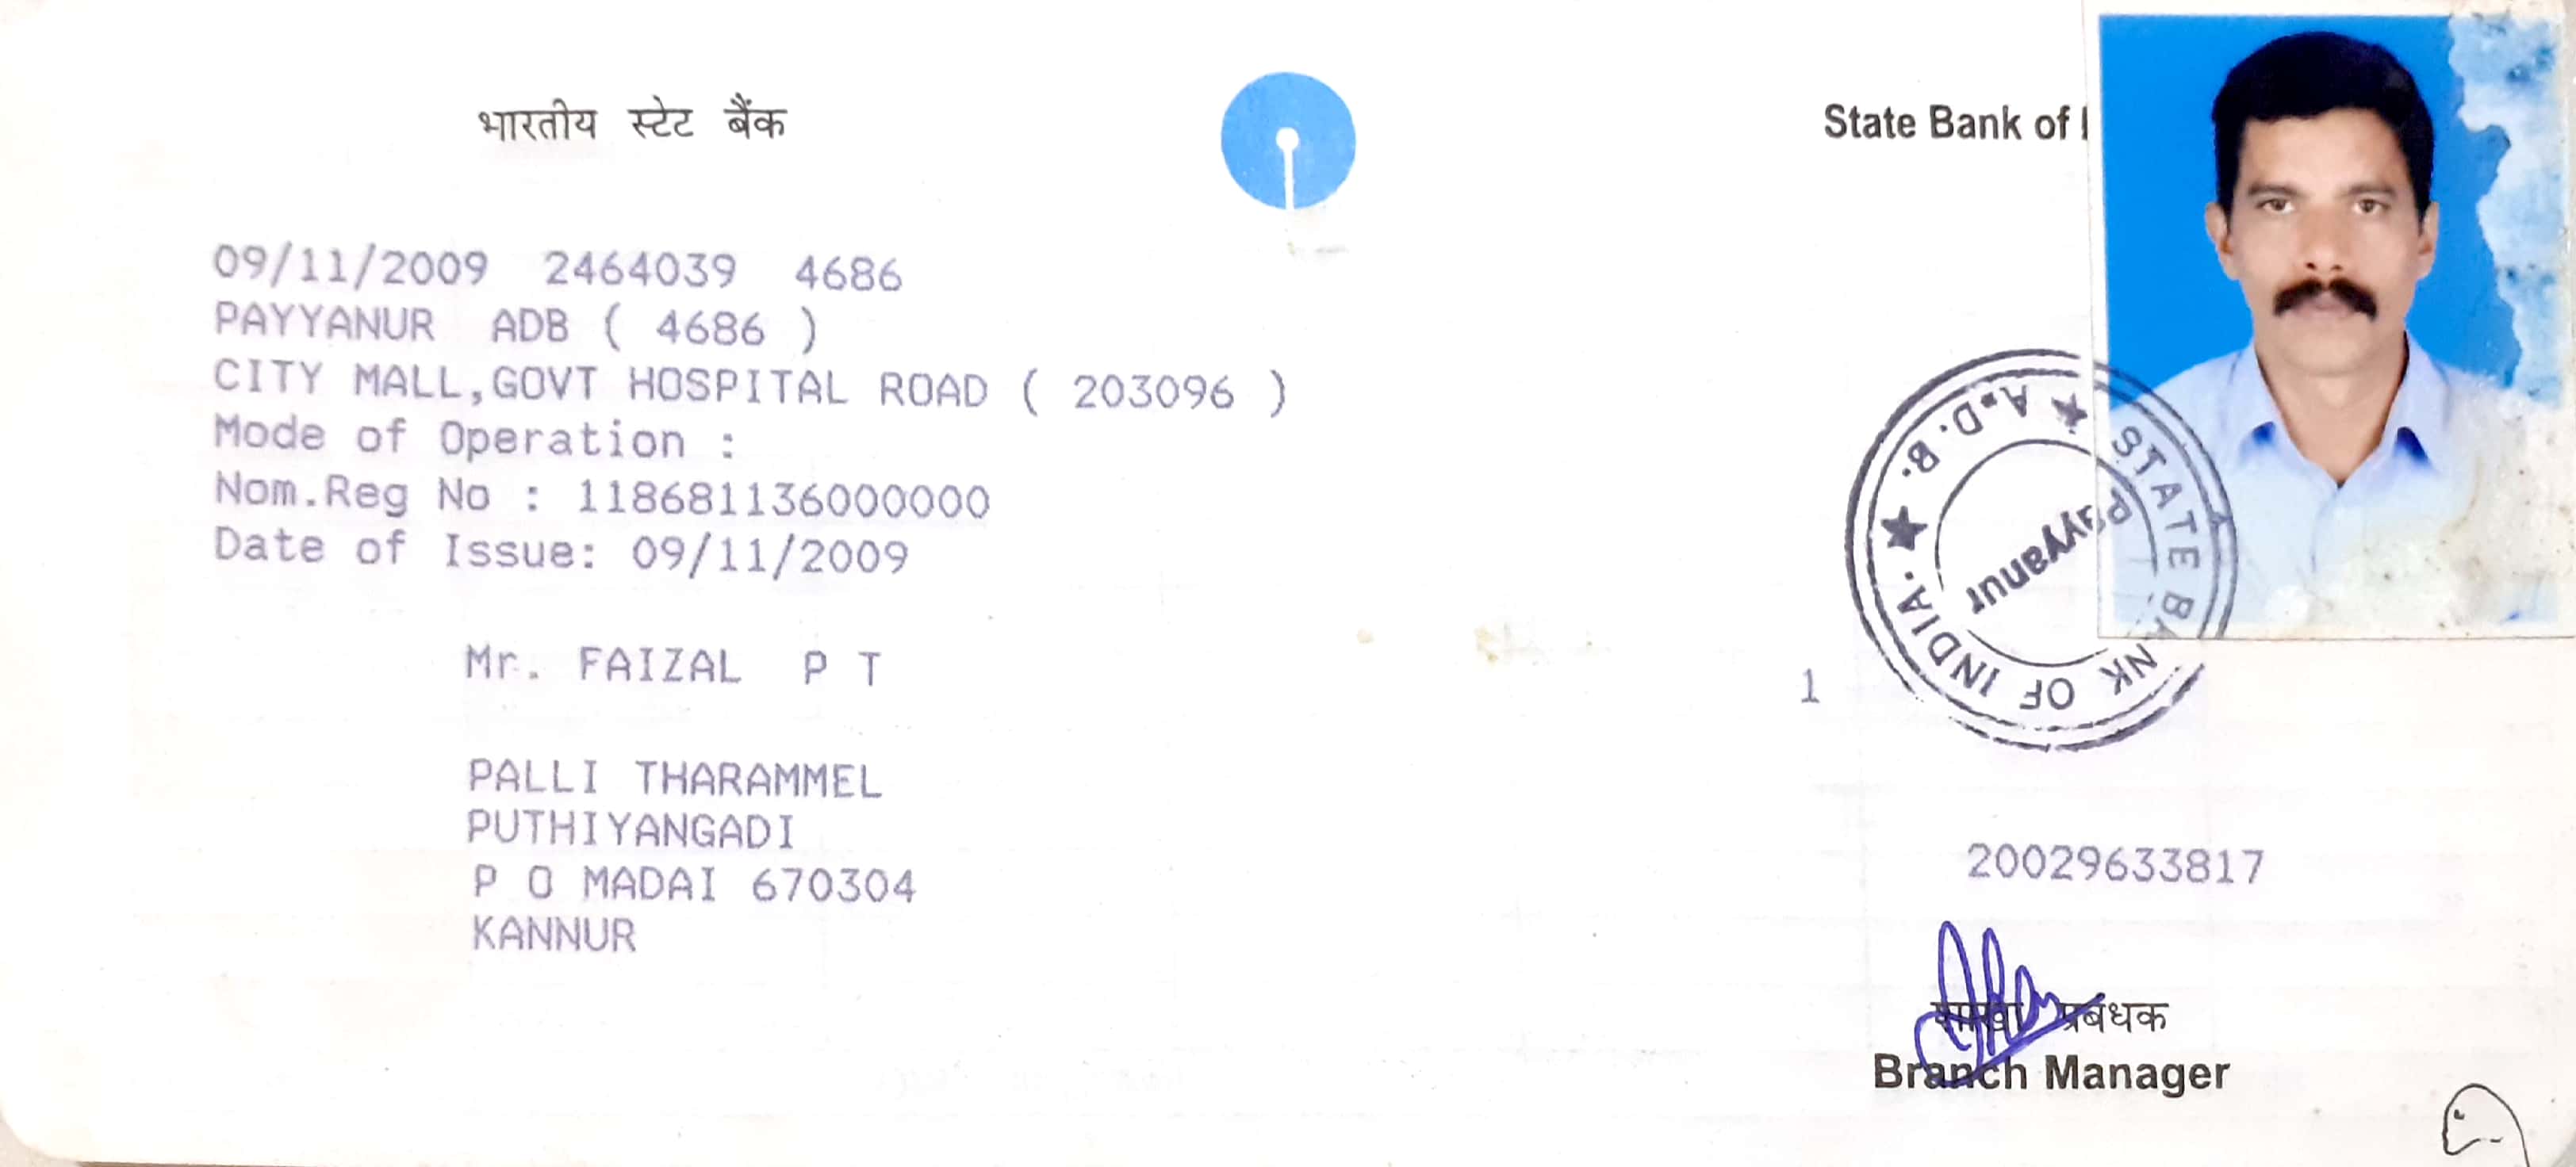 भारतीय स्टेट बैंक
State Bank of I
09/11/2009 2464039 4686
PAYYANUR ADB ( 4686 )
CITY MALL,GOVT HOSPITAL ROAD ( 203096 )
Mode of Operation :
Nom.Reg No : 118681136000000
Date of Issue: 09/11/2009
STATE BANK OF INDIA. ★ A.D.B. ★
Payyanur
Mr. FAIZAL P T
1
PALLI THARAMMEL
PUTHIYANGADI
P O MADAI 670304
KANNUR
20029633817
शाखा प्रबंधक
Branch Manager